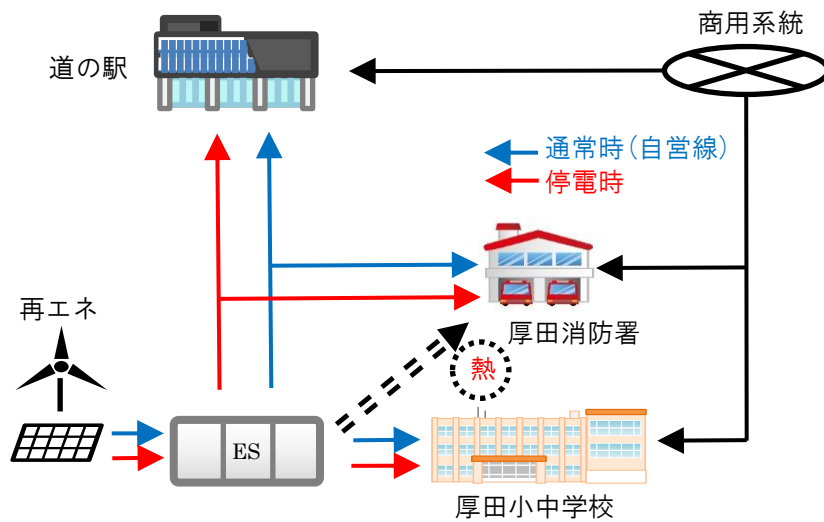 商用系統
道の駅
通常時(自営線)
停電時
再エネ
厚田消防署
熱
ES
厚田小中学校